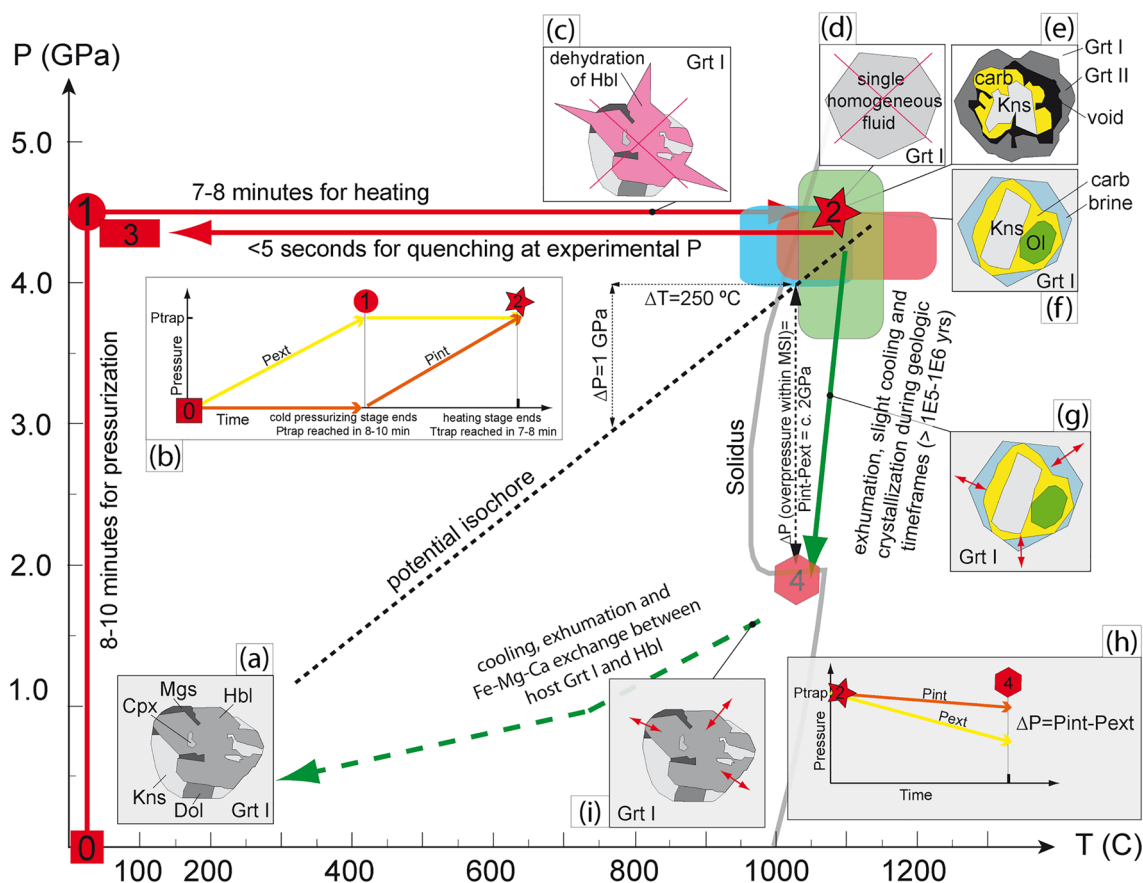 P (GPa)
5.0
4.0
3.0
2.0
1.0
0
100
200
400
600
800
1000
1200
T (C)
1
3
2
4
7-8 minutes for heating
<5 seconds for quenching at experimental P
8-10 minutes for pressurization
potential isochore
Solidus
ΔT=250 ºC
ΔP=1 GPa
ΔP (overpressure within MSI)=
Pint-Pext = c. 2GPa
exhumation, slight cooling and
crystallization during geologic
timeframes (> 1E5-1E6 yrs)
cooling, exhumation and
Fe-Mg-Ca exchange between
host Grt I and Hbl
(a)
Mgs
Hbl
Cpx
Kns
Dol
Grt I
(b)
Pressure
Ptrap
0
1
2
Pext
Pint
Time
cold pressurizing stage ends
Ptrap reached in 8-10 min
heating stage ends
Ttrap reached in 7-8 min
(c)
dehydration
of Hbl
Grt I
(d)
single
homogeneous
fluid
Grt I
(e)
Grt I
Grt II
void
carb
Kns
(f)
carb
brine
Kns
Ol
Grt I
(g)
Grt I
(h)
Ptrap
2
4
Pint
Pext
ΔP=Pint-Pext
Pressure
Time
(i)
Grt I